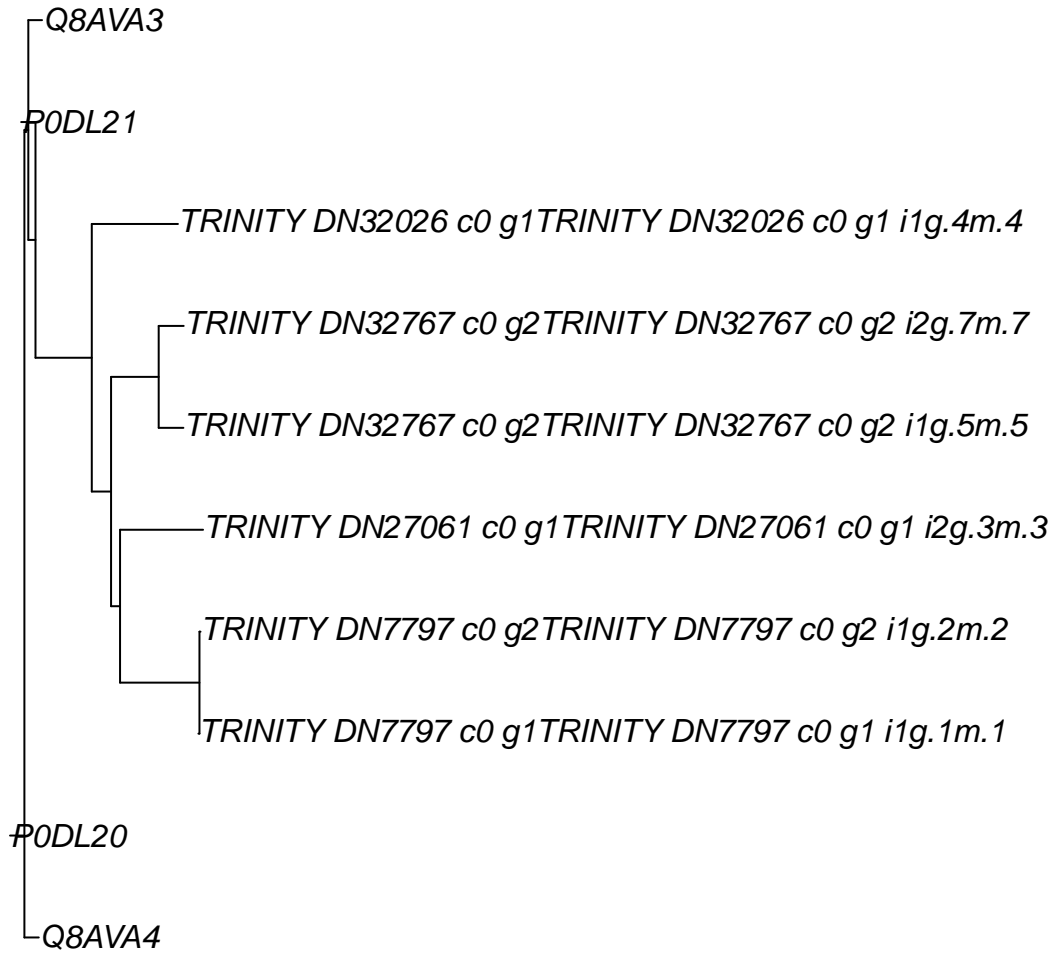 Q8AVA3
P0DL21
TRINITY DN32026 c0 g1TRINITY DN32026 c0 g1 i1g.4m.4
TRINITY DN32767 c0 g2TRINITY DN32767 c0 g2 i2g.7m.7
TRINITY DN32767 c0 g2TRINITY DN32767 c0 g2 i1g.5m.5
TRINITY DN27061 c0 g1TRINITY DN27061 c0 g1 i2g.3m.3
TRINITY DN7797 c0 g2TRINITY DN7797 c0 g2 i1g.2m.2
TRINITY DN7797 c0 g1TRINITY DN7797 c0 g1 i1g.1m.1
P0DL20
Q8AVA4